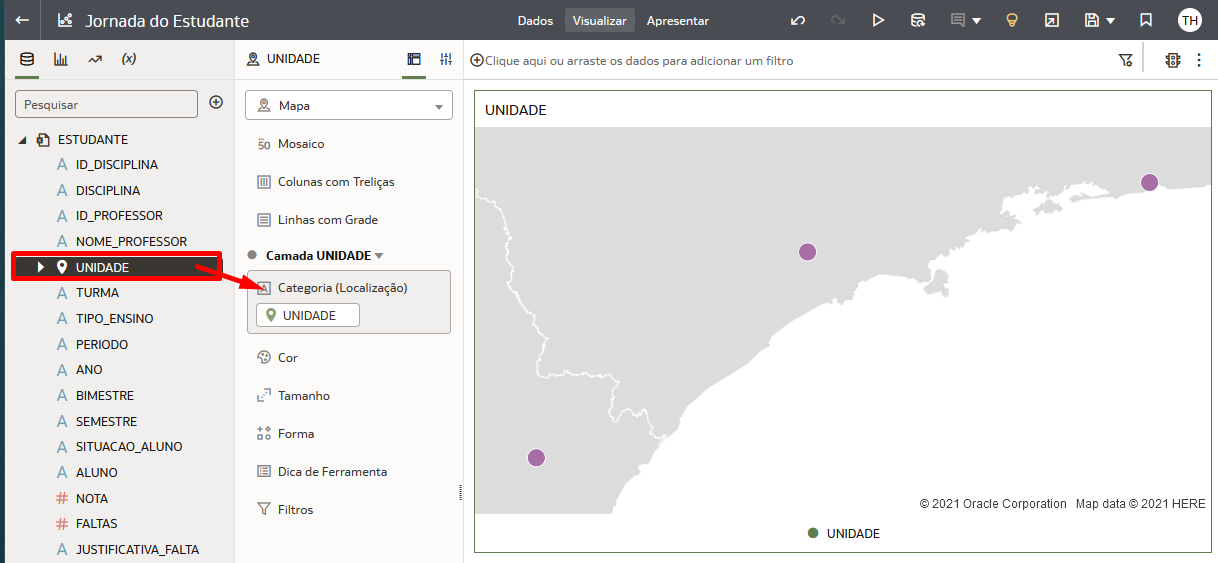 Jornada do Estudante
Dados Visualizar Apresentar
TH
(x)
UNIDADE
Clique aqui ou arraste os dados para adicionar um filtro
Pesquisar
ESTUDANTE
A ID_DISCIPLINA
A DISCIPLINA
A ID_PROFESSOR
A NOME_PROFESSOR
UNIDADE
A TURMA
A TIPO_ENSINO
A PERIODO
A ANO
A BIMESTRE
A SEMESTRE
A SITUACAO_ALUNO
A ALUNO
# NOTA
# FALTAS
A JUSTIFICATIVA_FALTA
Mapa
50 Mosaico
Colunas com Treliças
Linhas com Grade
Camada UNIDADE
A Categoria (Localização)
UNIDADE
Cor
Tamanho
Forma
Dica de Ferramenta
Filtros
UNIDADE
© 2021 Oracle Corporation Map data © 2021 HERE
UNIDADE